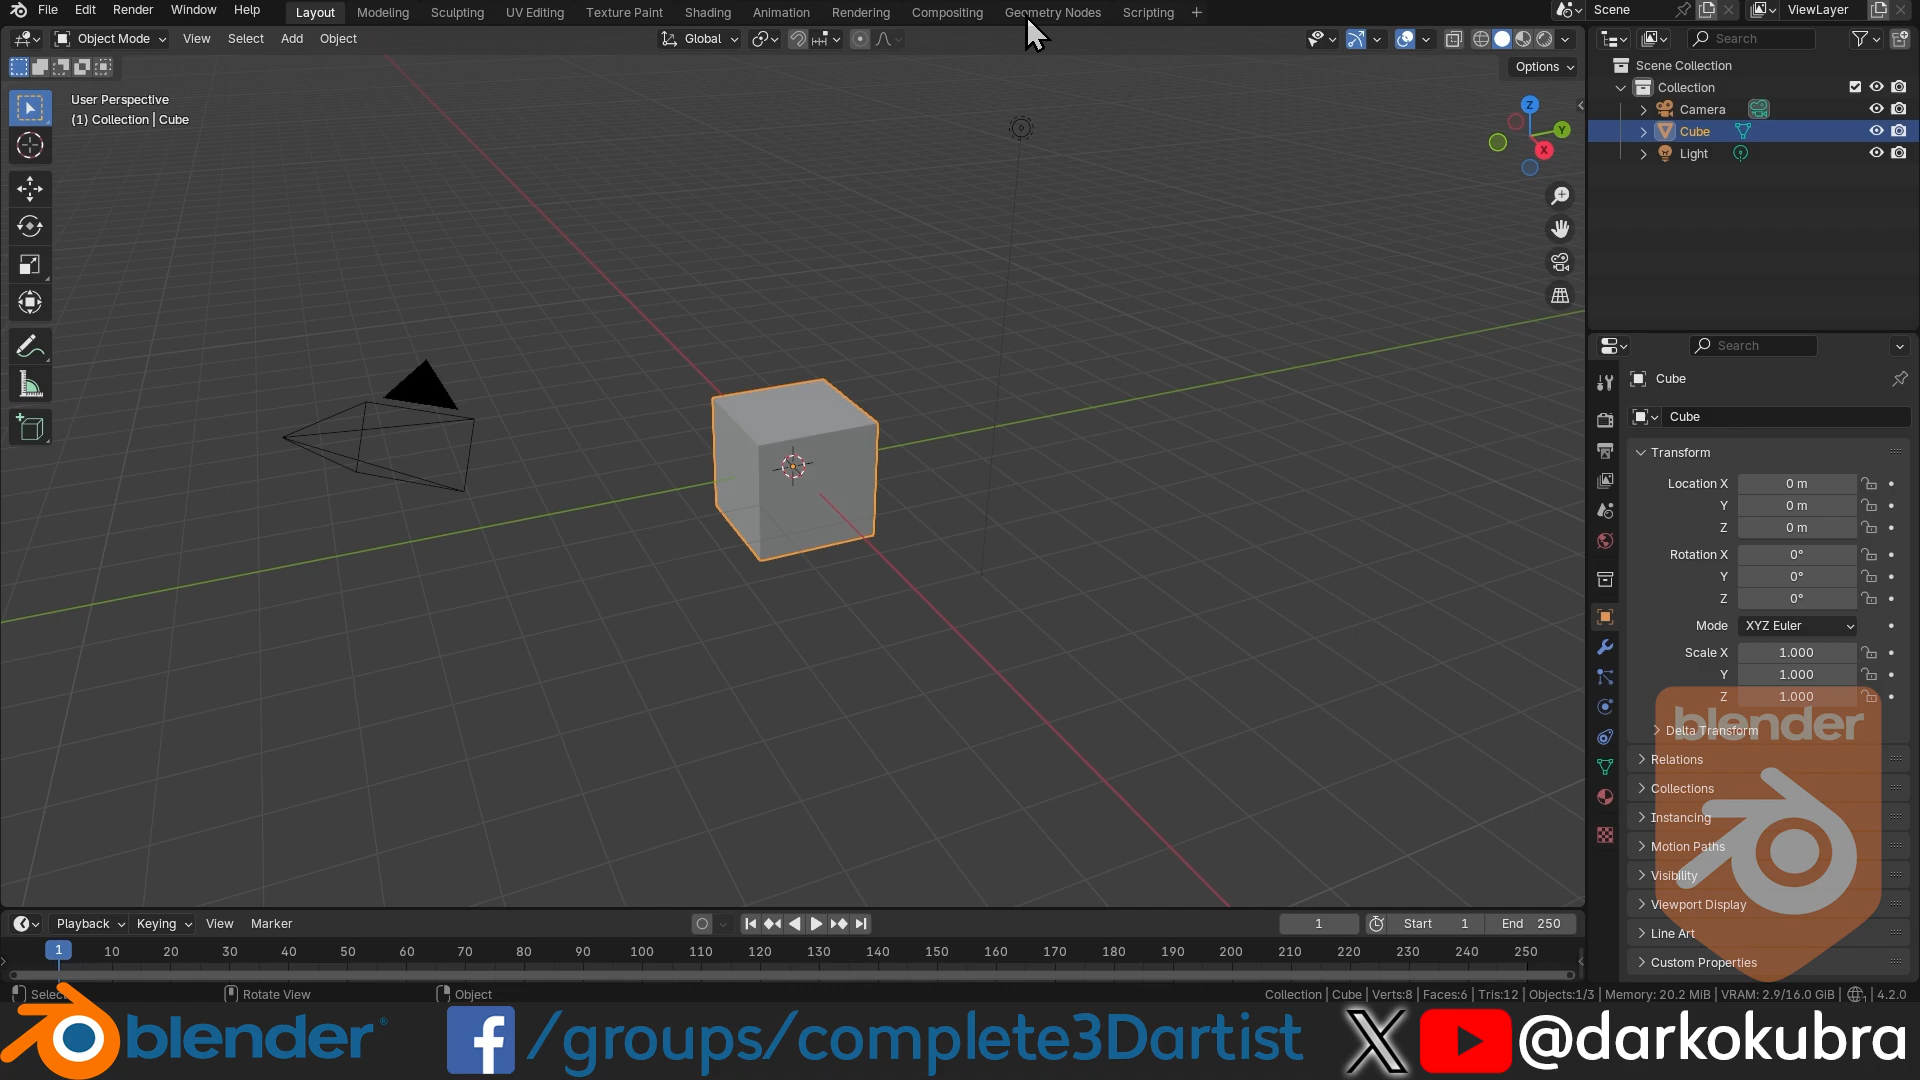 File Edit Render Window Help Layout Modeling Sculpting UV Editing Texture Paint Shading Animation Rendering Compositing Geometry Nodes Scripting + Scene ViewLayer
Object Mode View Select Add Object Global Search
Options
User Perspective
(1) Collection | Cube
Z
Y
X
Scene Collection
Collection
Camera
Cube
Light
Search
Cube
Cube
Transform
Location X 0 m
Y 0 m
Z 0 m
Rotation X 0°
Y 0°
Z 0°
Mode XYZ Euler
Scale X 1.000
Y 1.000
Z 1.000
blender
Delta Transform
Relations
Collections
Instancing
Motion Paths
Visibility
Viewport Display
Line Art
Custom Properties
Playback Keying View Marker 1 Start 1 End 250
1 10 20 30 40 50 60 70 80 90 100 110 120 130 140 150 160 170 180 190 200 210 220 230 240 250
Select Rotate View Object Collection | Cube | Verts:8 | Faces:6 | Tris:12 | Objects:1/3 | Memory: 20.2 MiB | VRAM: 2.9/16.0 GiB | 4.2.0
blender® f /groups/complete3Dartist X @darkokubra